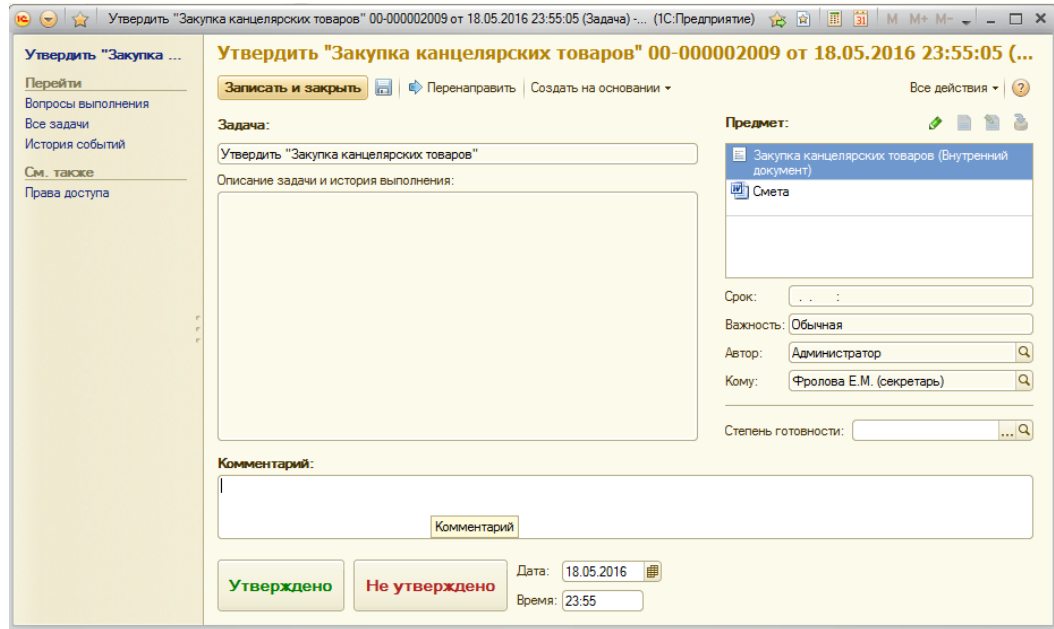 Утвердить "Закупка канцелярских товаров" 00-000002009 от 18.05.2016 23:55:05 (Задача) -... (1С:Предприятие)
31 M M+ M-
Утвердить "Закупка ...
Перейти
Вопросы выполнения
Все задачи
История событий
См. также
Права доступа
Утвердить "Закупка канцелярских товаров" 00-000002009 от 18.05.2016 23:55:05 (...
Записать и закрыть Перенаправить Создать на основании Все действия ?
Задача:
Утвердить "Закупка канцелярских товаров"
Описание задачи и история выполнения:
Предмет:
Закупка канцелярских товаров (Внутренний
документ)
Смета
Срок: . . :
Важность: Обычная
Автор: Администратор
Кому: Фролова Е.М. (секретарь)
Степень готовности: ...
Комментарий:
Комментарий
Утверждено
Не утверждено
Дата: 18.05.2016
Время: 23:55